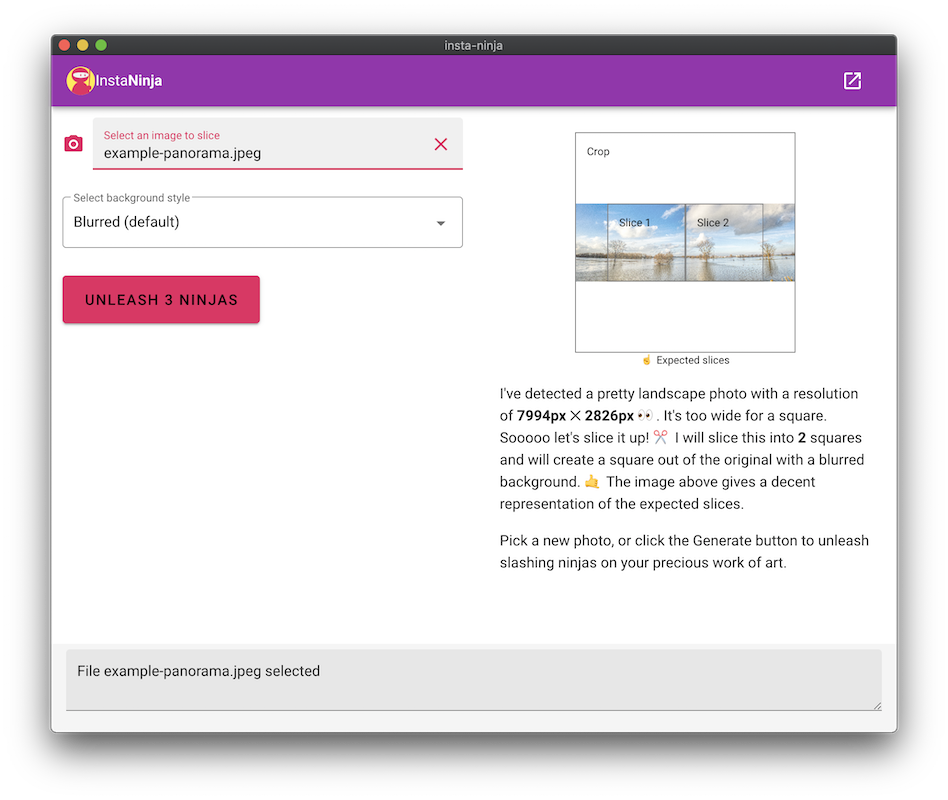 insta-ninja
InstaNinja
Select an image to slice
example-panorama.jpeg
Select background style
Blurred (default)
UNLEASH 3 NINJAS
Crop
Slice 1
Slice 2
☝️ Expected slices
I've detected a pretty landscape photo with a resolution
of 7994px ✕ 2826px 👀 . It's too wide for a square.
Sooooo let's slice it up! ✂️ I will slice this into 2 squares
and will create a square out of the original with a blurred
background. 🤙 The image above gives a decent
representation of the expected slices.
Pick a new photo, or click the Generate button to unleash
slashing ninjas on your precious work of art.
File example-panorama.jpeg selected